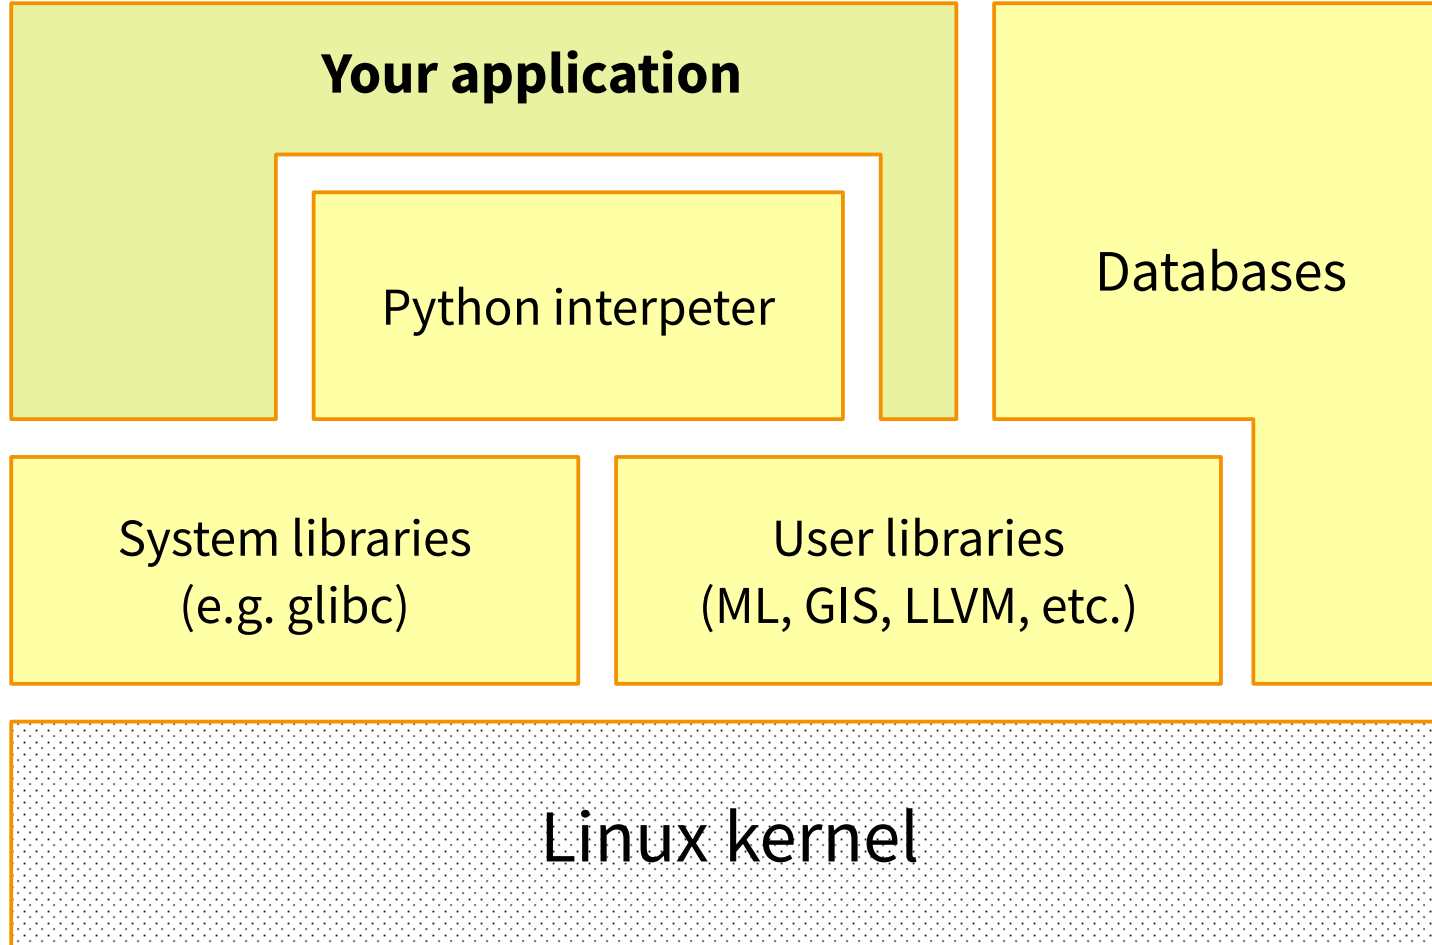 Your application
Python interpeter
Databases
System libraries
(e.g. glibc)
User libraries
(ML, GIS, LLVM, etc.)
Linux kernel